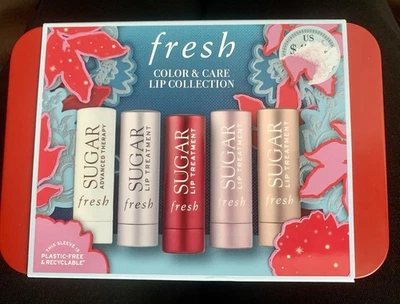 fresh
COLOR & CARE
LIP COLLECTION
US
SUGAR
ADVANCED THERAPY
fresh
SUGAR
LIP TREATMENT
fresh
SUGAR
LIP TREATMENT
fresh
SUGAR
LIP TREATMENT
fresh
SUGAR
LIP TREATMENT
fresh
THIS SLEEVE IS
PLASTIC-FREE
& RECYCLABLE*